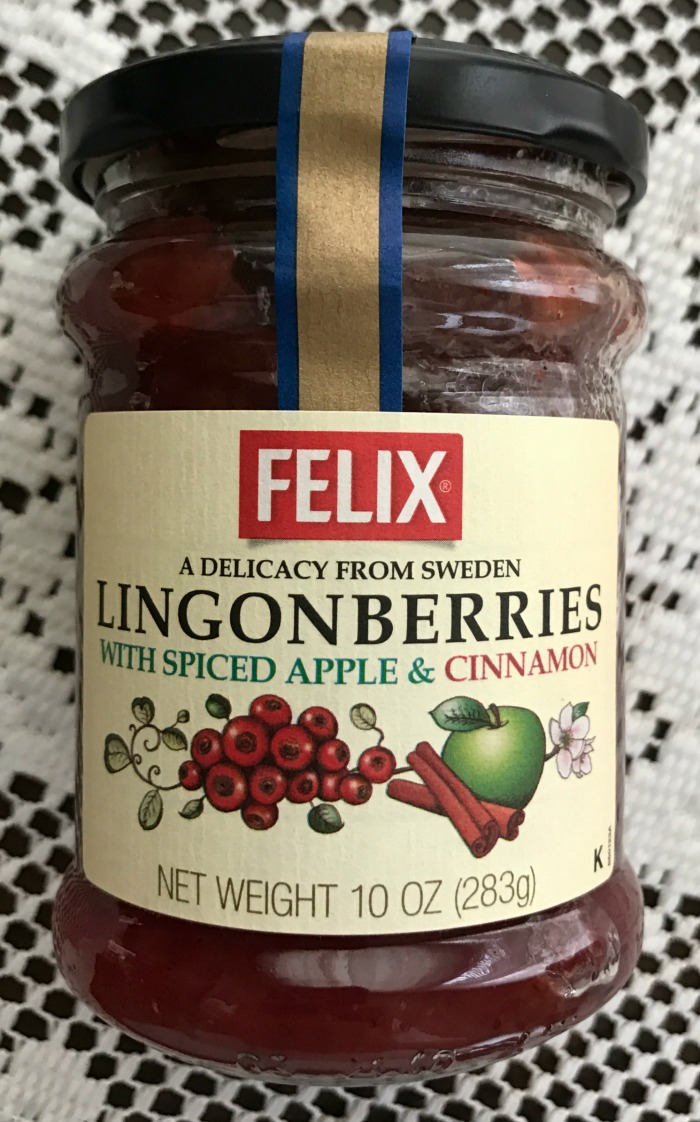 FELIX®
A DELICACY FROM SWEDEN
LINGONBERRIES
WITH SPICED APPLE & CINNAMON
K
NET WEIGHT 10 OZ (283g)